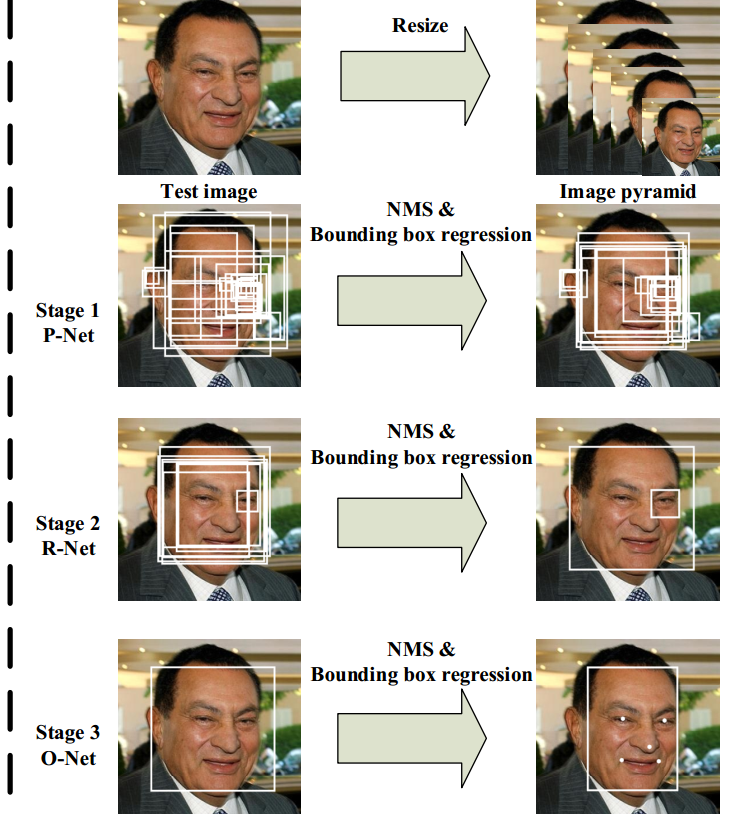 Resize
Test image
Image pyramid
NMS &
Bounding box regression
Stage 1
P-Net
NMS &
Bounding box regression
Stage 2
R-Net
NMS &
Bounding box regression
Stage 3
O-Net